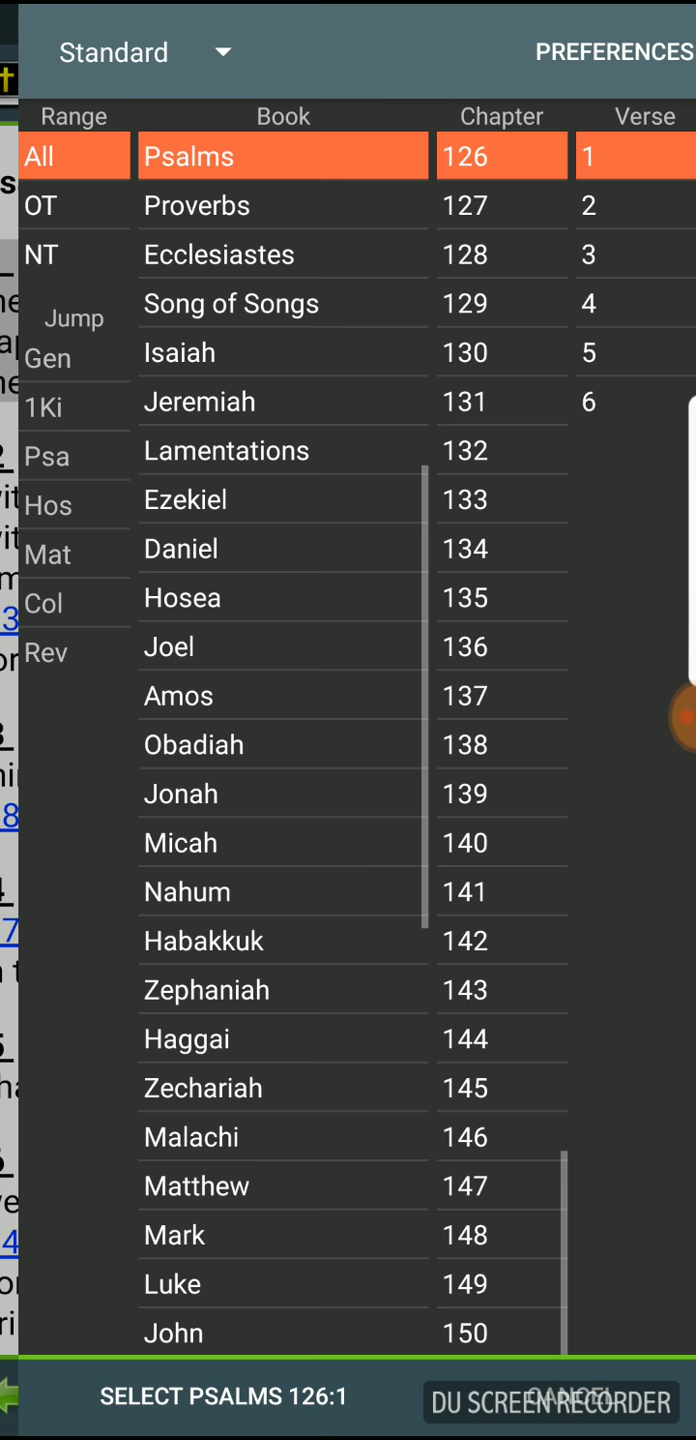 Standard
PREFERENCES
Range Book Chapter Verse
All Psalms 126 1
OT Proverbs 127 2
NT Ecclesiastes 128 3
Song of Songs 129 4
Jump
Isaiah 130 5
Gen
Jeremiah 131 6
1Ki
Lamentations 132
Psa
Ezekiel 133
Hos
Daniel 134
Mat
Hosea 135
Col
Joel 136
Rev
Amos 137
Obadiah 138
Jonah 139
Micah 140
Nahum 141
Habakkuk 142
Zephaniah 143
Haggai 144
Zechariah 145
Malachi 146
Matthew 147
Mark 148
Luke 149
John 150
SELECT PSALMS 126:1
CANCEL
DU SCREEN RECORDER